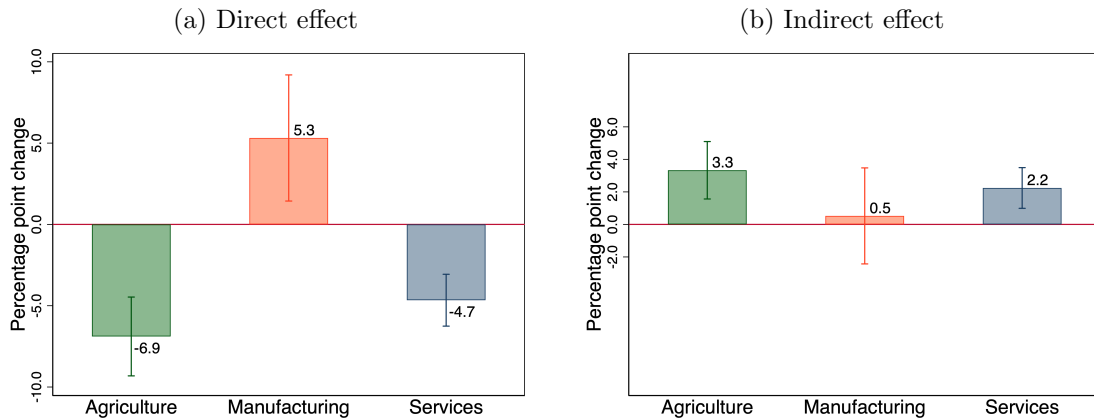 (a) Direct effect
Percentage point change
10.0
5.0
0.0
-5.0
-10.0
5.3
-6.9
-4.7
Agriculture Manufacturing Services
(b) Indirect effect
Percentage point change
6.0
4.0
2.0
0.0
-2.0
3.3
0.5
2.2
Agriculture Manufacturing Services